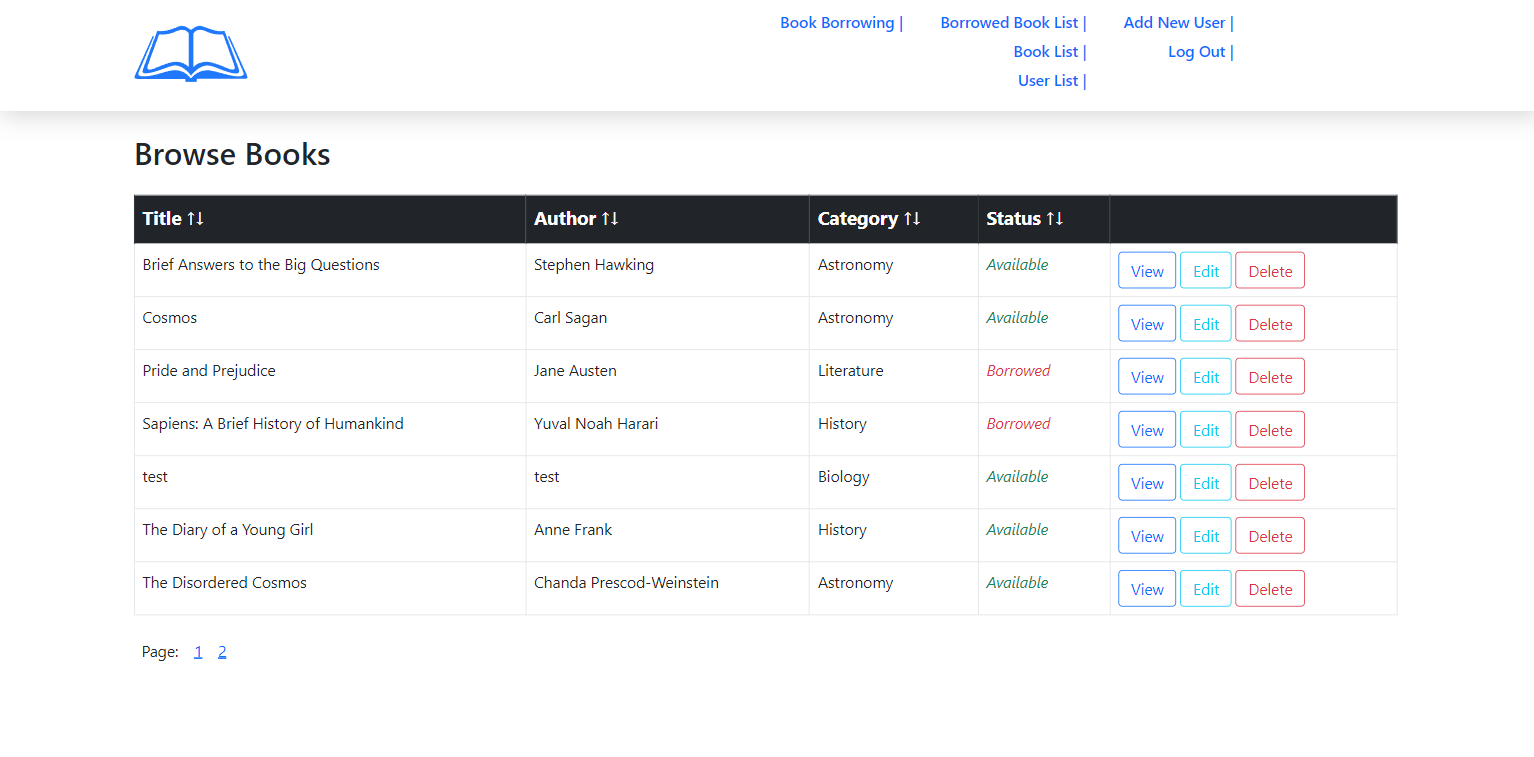 Book Borrowing | Borrowed Book List | Add New User |
Book List | Log Out |
User List |
Browse Books
Title ↑↓ Author ↑↓ Category ↑↓ Status ↑↓
Brief Answers to the Big Questions Stephen Hawking Astronomy Available View Edit Delete
Cosmos Carl Sagan Astronomy Available View Edit Delete
Pride and Prejudice Jane Austen Literature Borrowed View Edit Delete
Sapiens: A Brief History of Humankind Yuval Noah Harari History Borrowed View Edit Delete
test test Biology Available View Edit Delete
The Diary of a Young Girl Anne Frank History Available View Edit Delete
The Disordered Cosmos Chanda Prescod-Weinstein Astronomy Available View Edit Delete
Page: 1 2